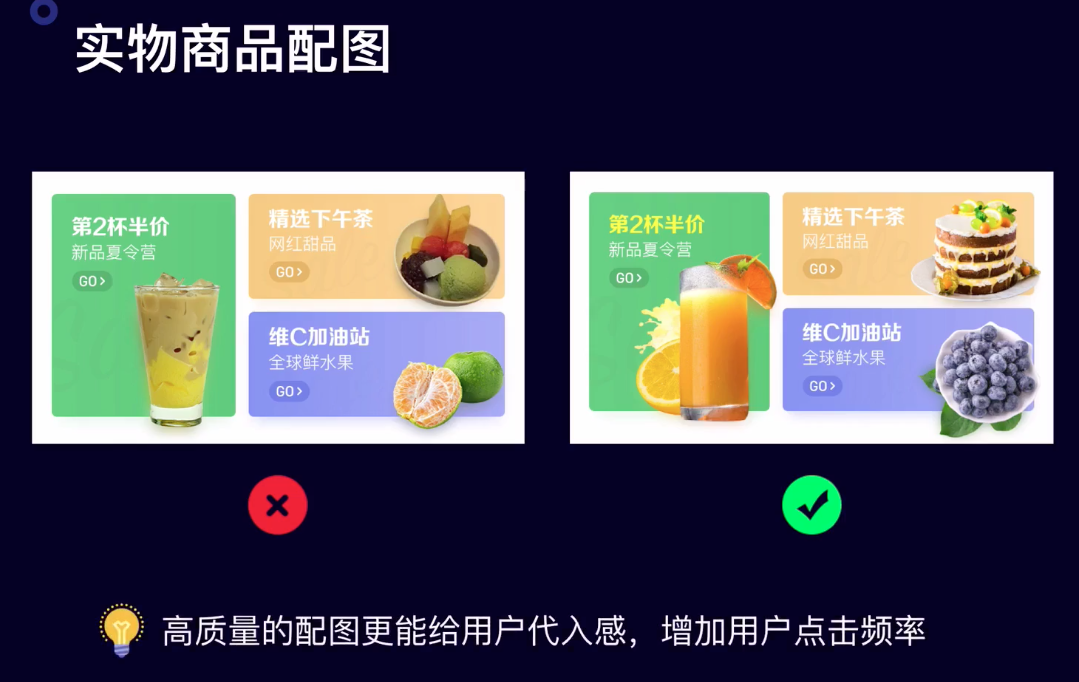 实物商品配图
第2杯半价
新品夏令营
GO>
精选下午茶
网红甜品
GO>
维C加油站
全球鲜水果
GO>
第2杯半价
新品夏令营
GO>
精选下午茶
网红甜品
GO>
维C加油站
全球鲜水果
GO>
高质量的配图更能给用户代入感，增加用户点击频率